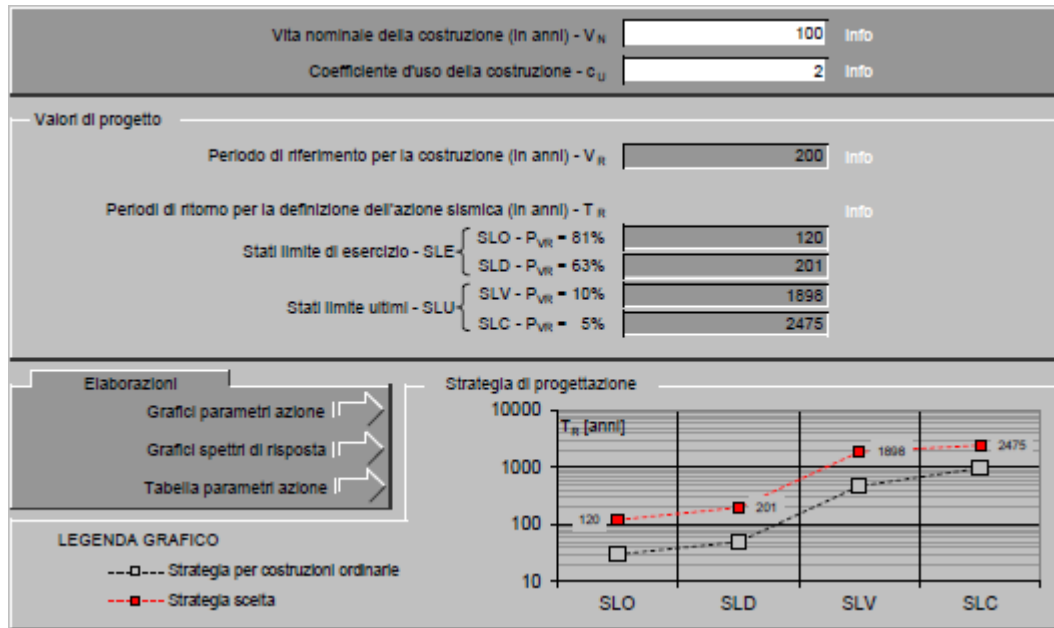 Vita nominale della costruzione (in anni) - V N 100 Info
Coefficiente d'uso della costruzione - c U 2 Info
Valori di progetto
Periodo di riferimento per la costruzione (in anni) - V R 200 Info
Periodi di ritorno per la definizione dell'azione sismica (in anni) - T R Info
Stati limite di esercizio - SLE
SLO - PVR = 81% 120
SLD - PVR = 63% 201
Stati limite ultimi - SLU
SLV - PVR = 10% 1898
SLC - PVR = 5% 2475
Elaborazioni
Grafici parametri azione
Grafici spettri di risposta
Tabella parametri azione
LEGENDA GRAFICO
Strategia per costruzioni ordinarie
Strategia scelta
Strategia di progettazione
TR [anni]
10000
1000
100
10
120
201
1898
2475
SLO SLD SLV SLC